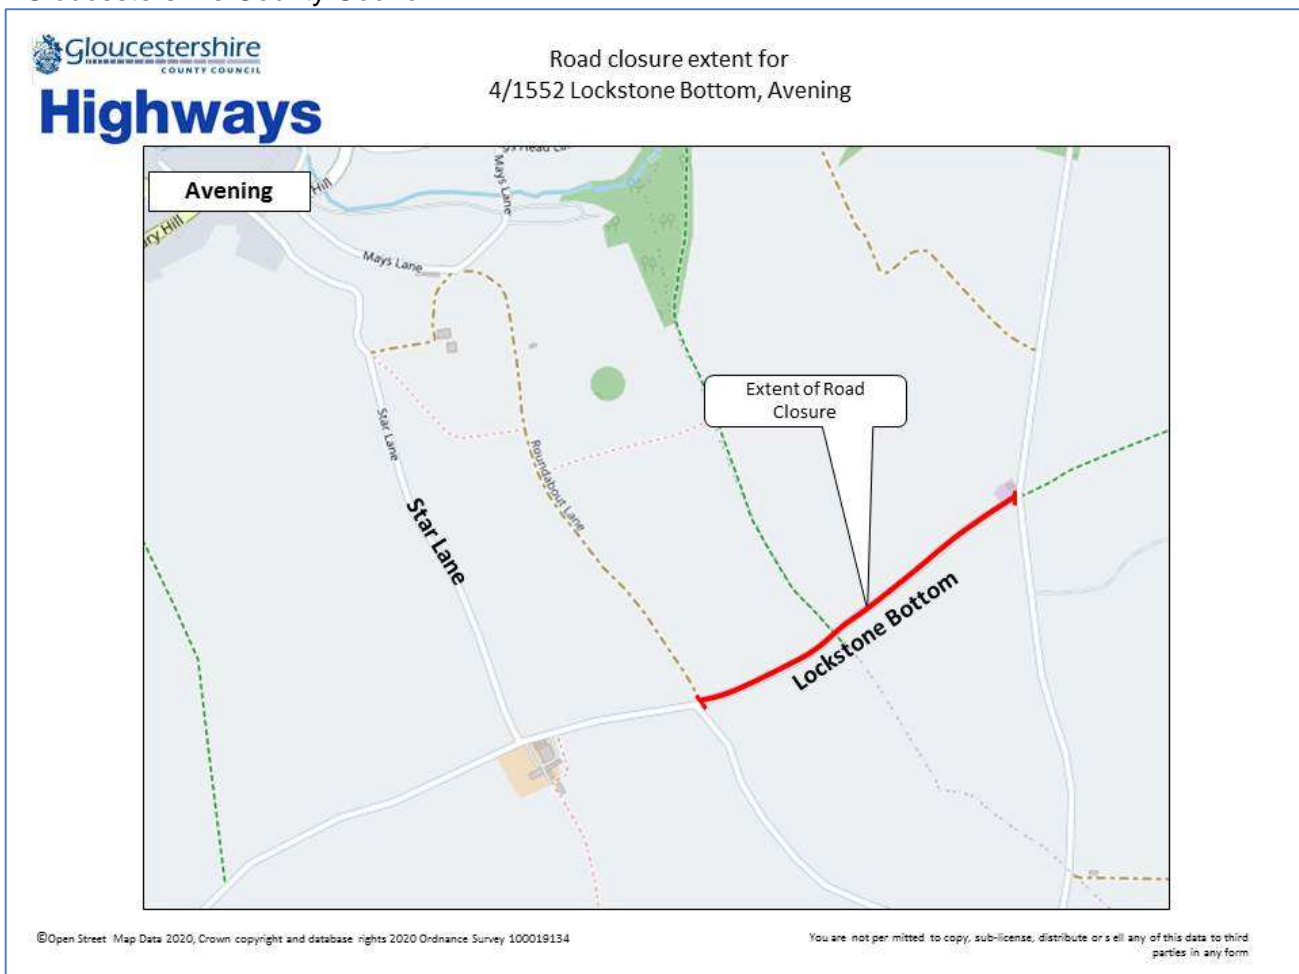 Gloucestershire
COUNTY COUNCIL
Highways
Road closure extent for
4/1552 Lockstone Bottom, Avening
Avening
Hill
ary Hill
Mays Lane
Mays Lane
Extent of Road
Closure
Star Lane
Roundabout Lane
Star Lane
Lockstone Bottom
©Open Street Map Data 2020, Crown copyright and database rights 2020 Ordnance Survey 100019134
You are not per mitted to copy, sub-license, distribute or s ell any of this data to third
parties in any form